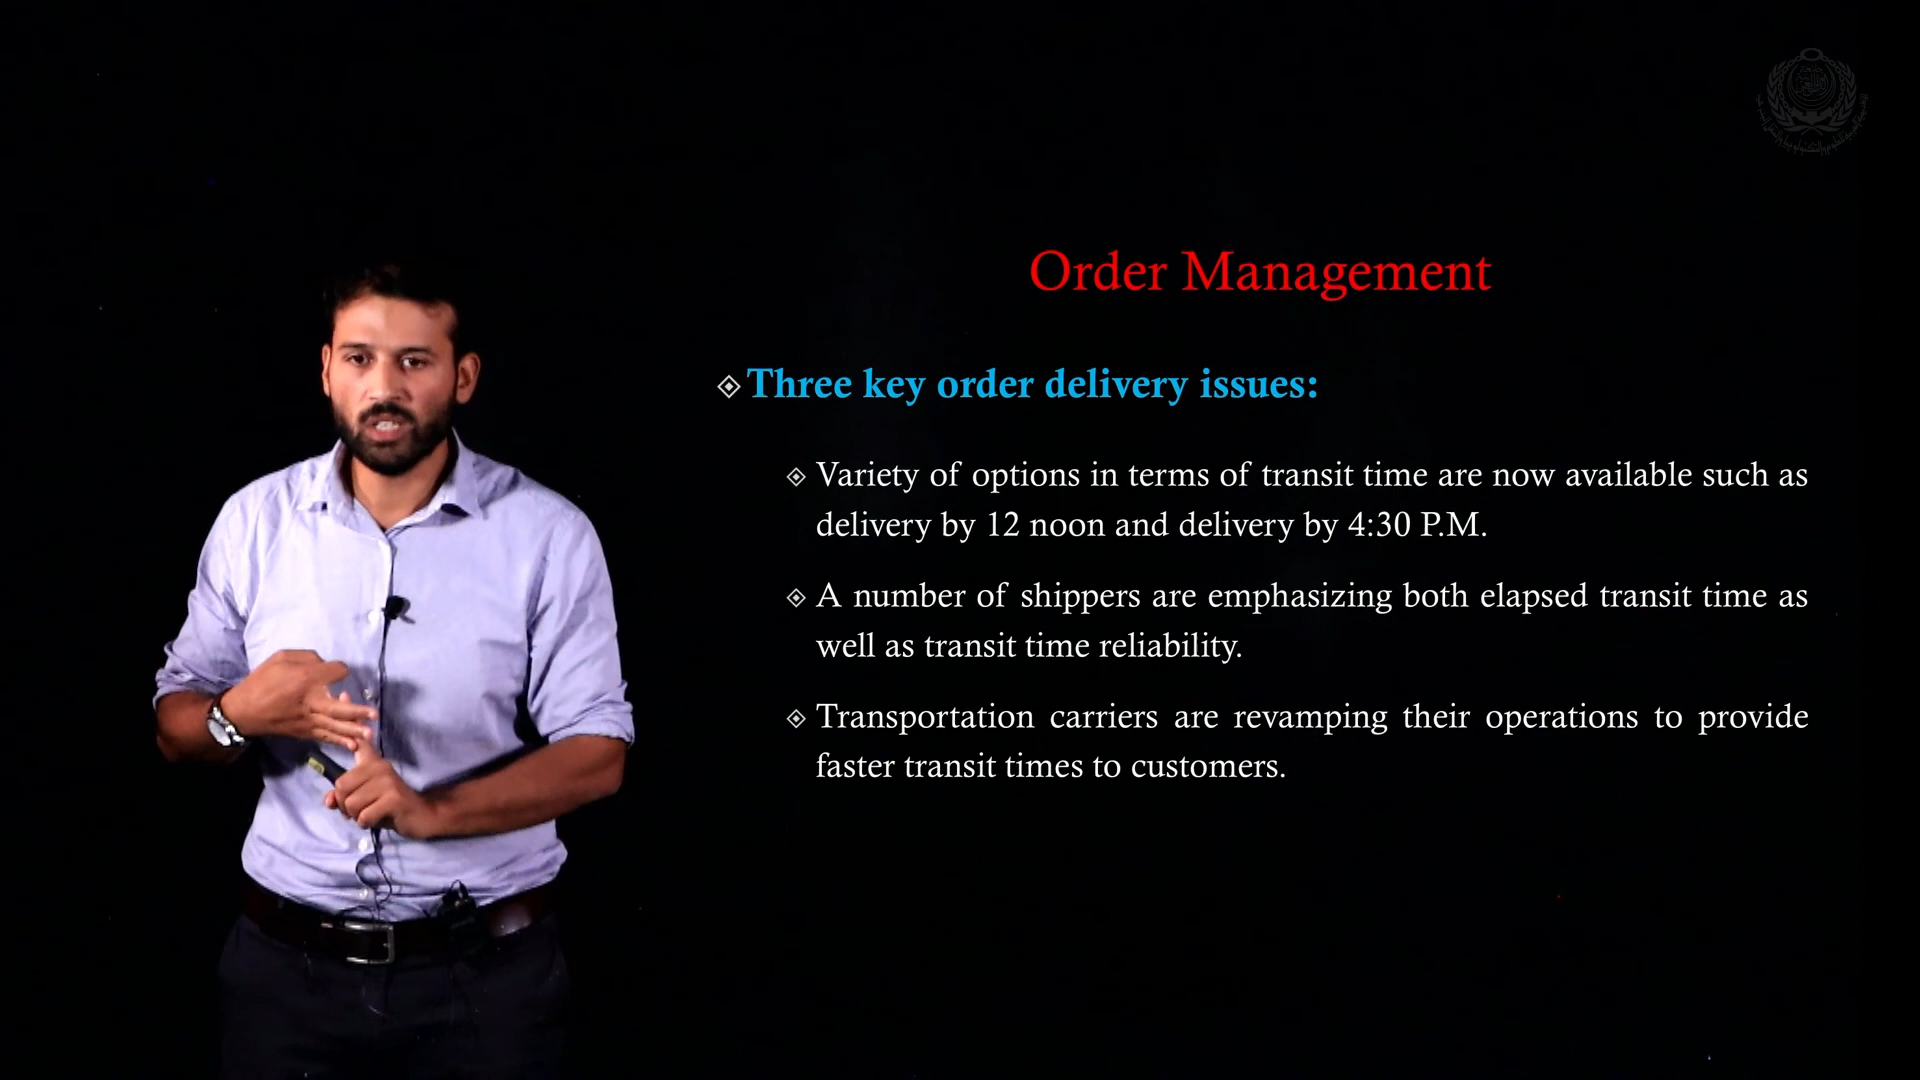 Order Management
Three key order delivery issues:
Variety of options in terms of transit time are now available such as
delivery by 12 noon and delivery by 4:30 P.M.
A number of shippers are emphasizing both elapsed transit time as
well as transit time reliability.
Transportation carriers are revamping their operations to provide
faster transit times to customers.